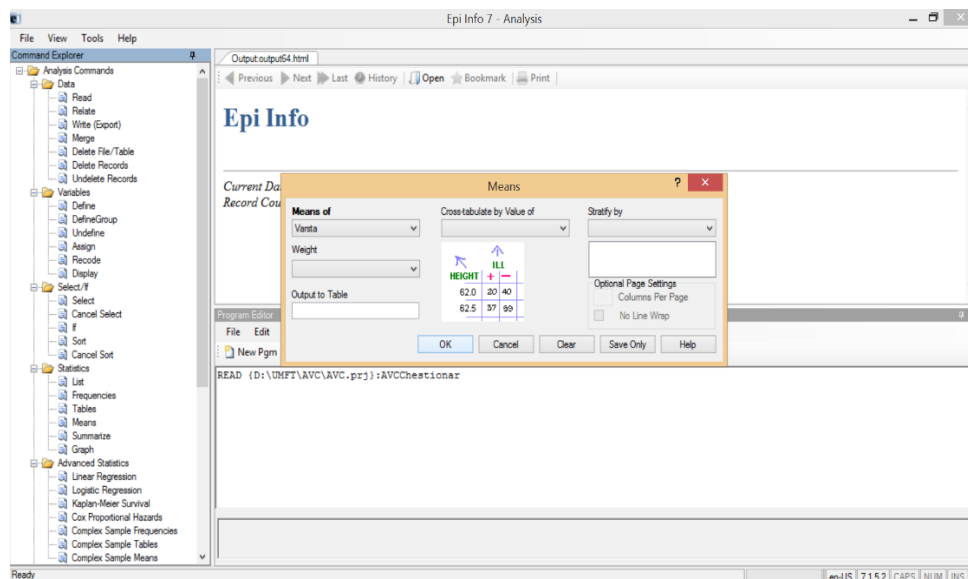 Epi Info 7 - Analysis
File View Tools Help
Command Explorer
Analysis Commands
Data
Read
Relate
Write (Export)
Merge
Delete File/Table
Delete Records
Undelete Records
Variables
Define
DefineGroup
Undefine
Assign
Recode
Display
Select/If
Select
Cancel Select
If
Sort
Cancel Sort
Statistics
List
Frequencies
Tables
Means
Summarize
Graph
Advanced Statistics
Linear Regression
Logistic Regression
Kaplan-Meier Survival
Cox Proportional Hazards
Complex Sample Frequencies
Complex Sample Tables
Complex Sample Means
Output:output64.html
Previous Next Last History Open Bookmark Print
Epi Info
Current Da
Record Cou
Means
?
Means of
Varsta
Weight
Output to Table
Cross-tabulate by Value of
ILL
HEIGHT + −
62.0 20 40
62.5 37 69
Stratify by
Optional Page Settings
Columns Per Page
No Line Wrap
OK Cancel Clear Save Only Help
Program Editor
File Edit
New Pgm
READ {D:\UMFT\AVC\AVC.prj}:AVCChestionar
Ready
en-US 7.1.5.2 CAPS NUM INS